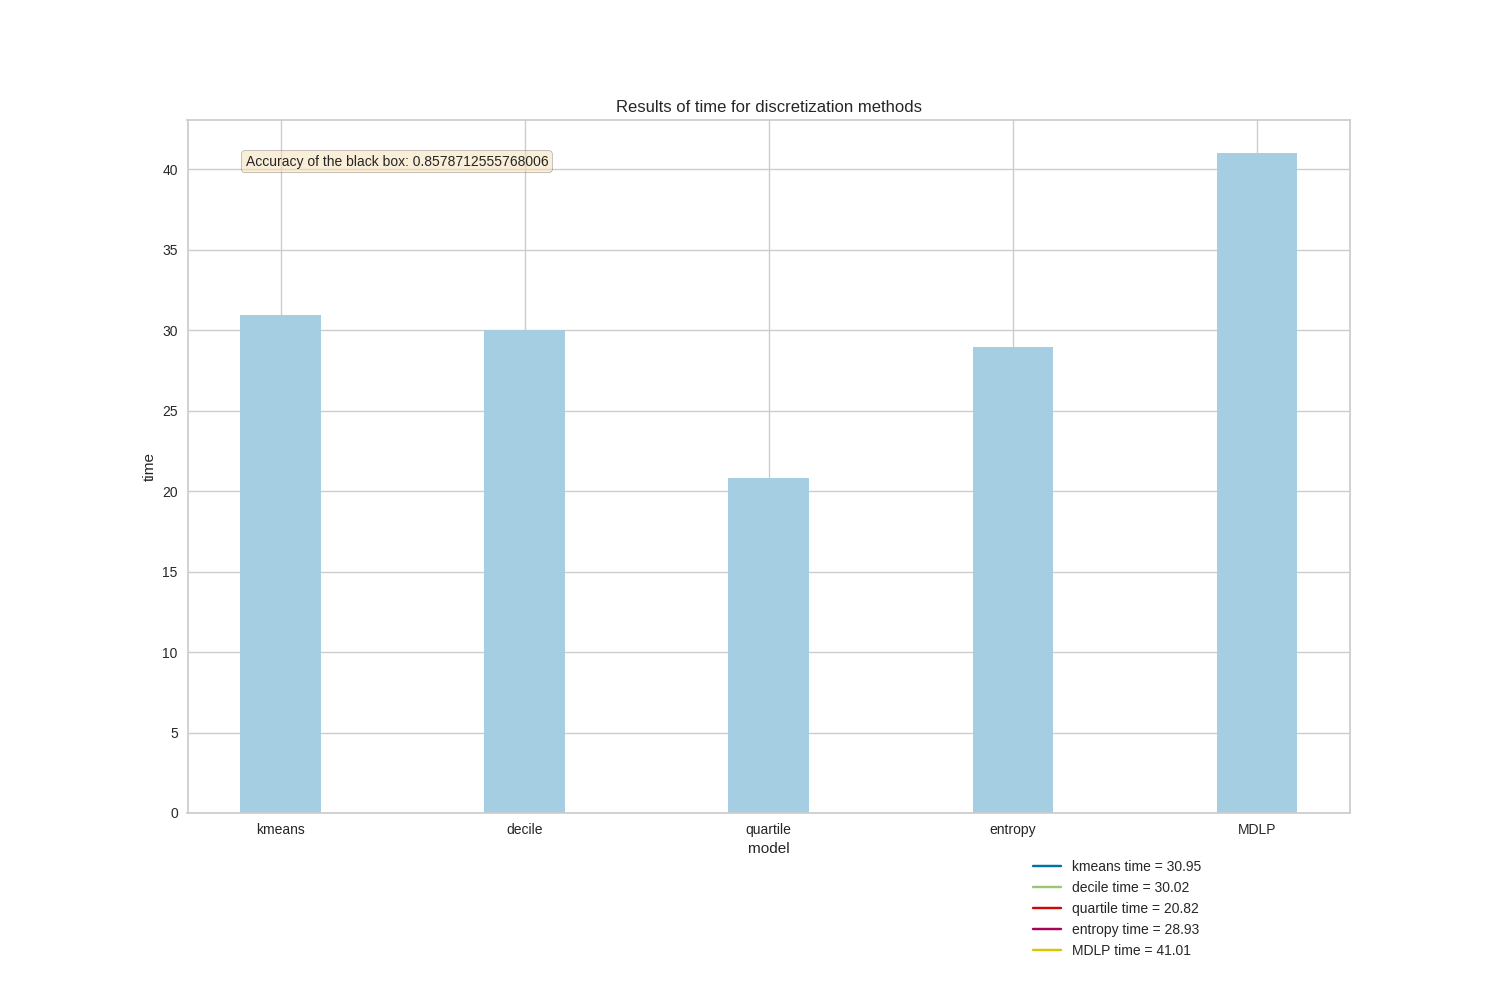 Results of time for discretization methods
Accuracy of the black box: 0.8578712555768006
40
35
30
25
20
15
10
5
0
time
kmeans
decile
quartile
entropy
MDLP
model
kmeans time = 30.95
decile time = 30.02
quartile time = 20.82
entropy time = 28.93
MDLP time = 41.01